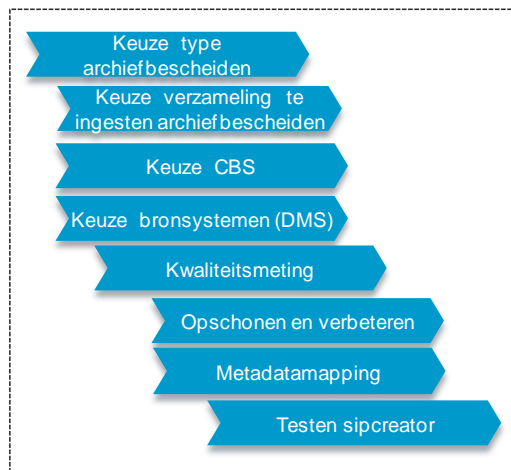 Keuze type
archiefbescheiden
Keuze verzameling te
ingesten archiefbescheiden
Keuze CBS
Keuze bronsystemen (DMS)
Kwaliteitsmeting
Opschonen en verbeteren
Metadatamapping
Testen sipcreator